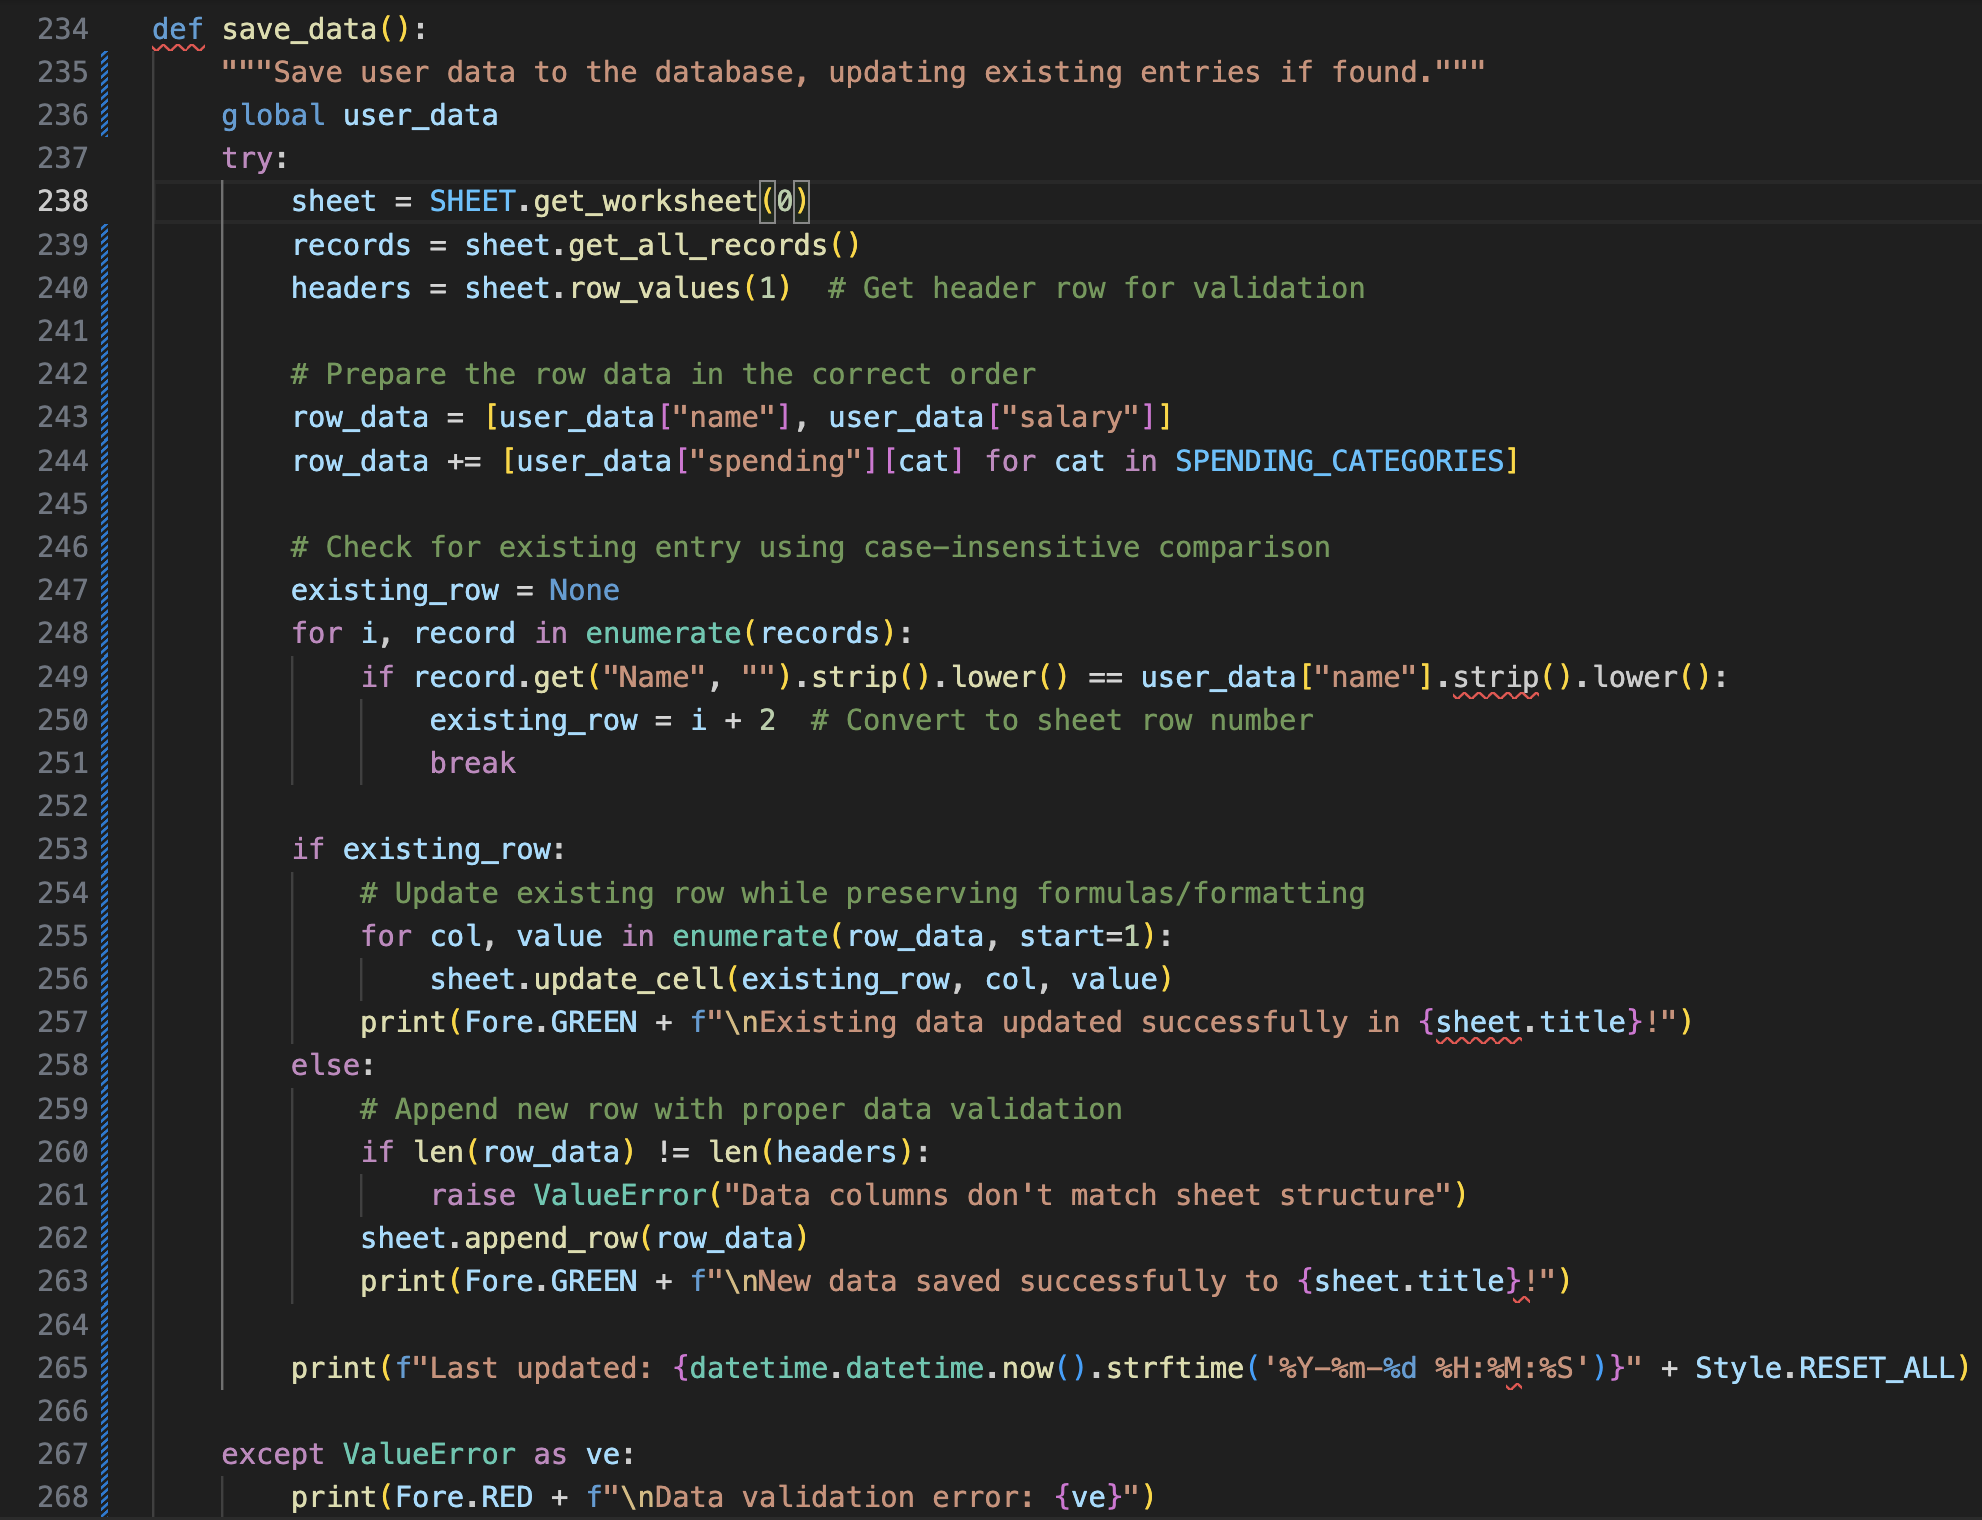 234 def save_data():
235     """Save user data to the database, updating existing entries if found."""
236     global user_data
237     try:
238         sheet = SHEET.get_worksheet(0)
239         records = sheet.get_all_records()
240         headers = sheet.row_values(1)  # Get header row for validation
241
242         # Prepare the row data in the correct order
243         row_data = [user_data["name"], user_data["salary"]]
244         row_data += [user_data["spending"][cat] for cat in SPENDING_CATEGORIES]
245
246         # Check for existing entry using case-insensitive comparison
247         existing_row = None
248         for i, record in enumerate(records):
249             if record.get("Name", "").strip().lower() == user_data["name"].strip().lower():
250                 existing_row = i + 2  # Convert to sheet row number
251                 break
252
253         if existing_row:
254             # Update existing row while preserving formulas/formatting
255             for col, value in enumerate(row_data, start=1):
256                 sheet.update_cell(existing_row, col, value)
257             print(Fore.GREEN + f"\nExisting data updated successfully in {sheet.title}!")
258         else:
259             # Append new row with proper data validation
260             if len(row_data) != len(headers):
261                 raise ValueError("Data columns don't match sheet structure")
262             sheet.append_row(row_data)
263             print(Fore.GREEN + f"\nNew data saved successfully to {sheet.title}!")
264
265         print(f"Last updated: {datetime.datetime.now().strftime('%Y-%m-%d %H:%M:%S')}" + Style.RESET_ALL)
266
267     except ValueError as ve:
268         print(Fore.RED + f"\nData validation error: {ve}")